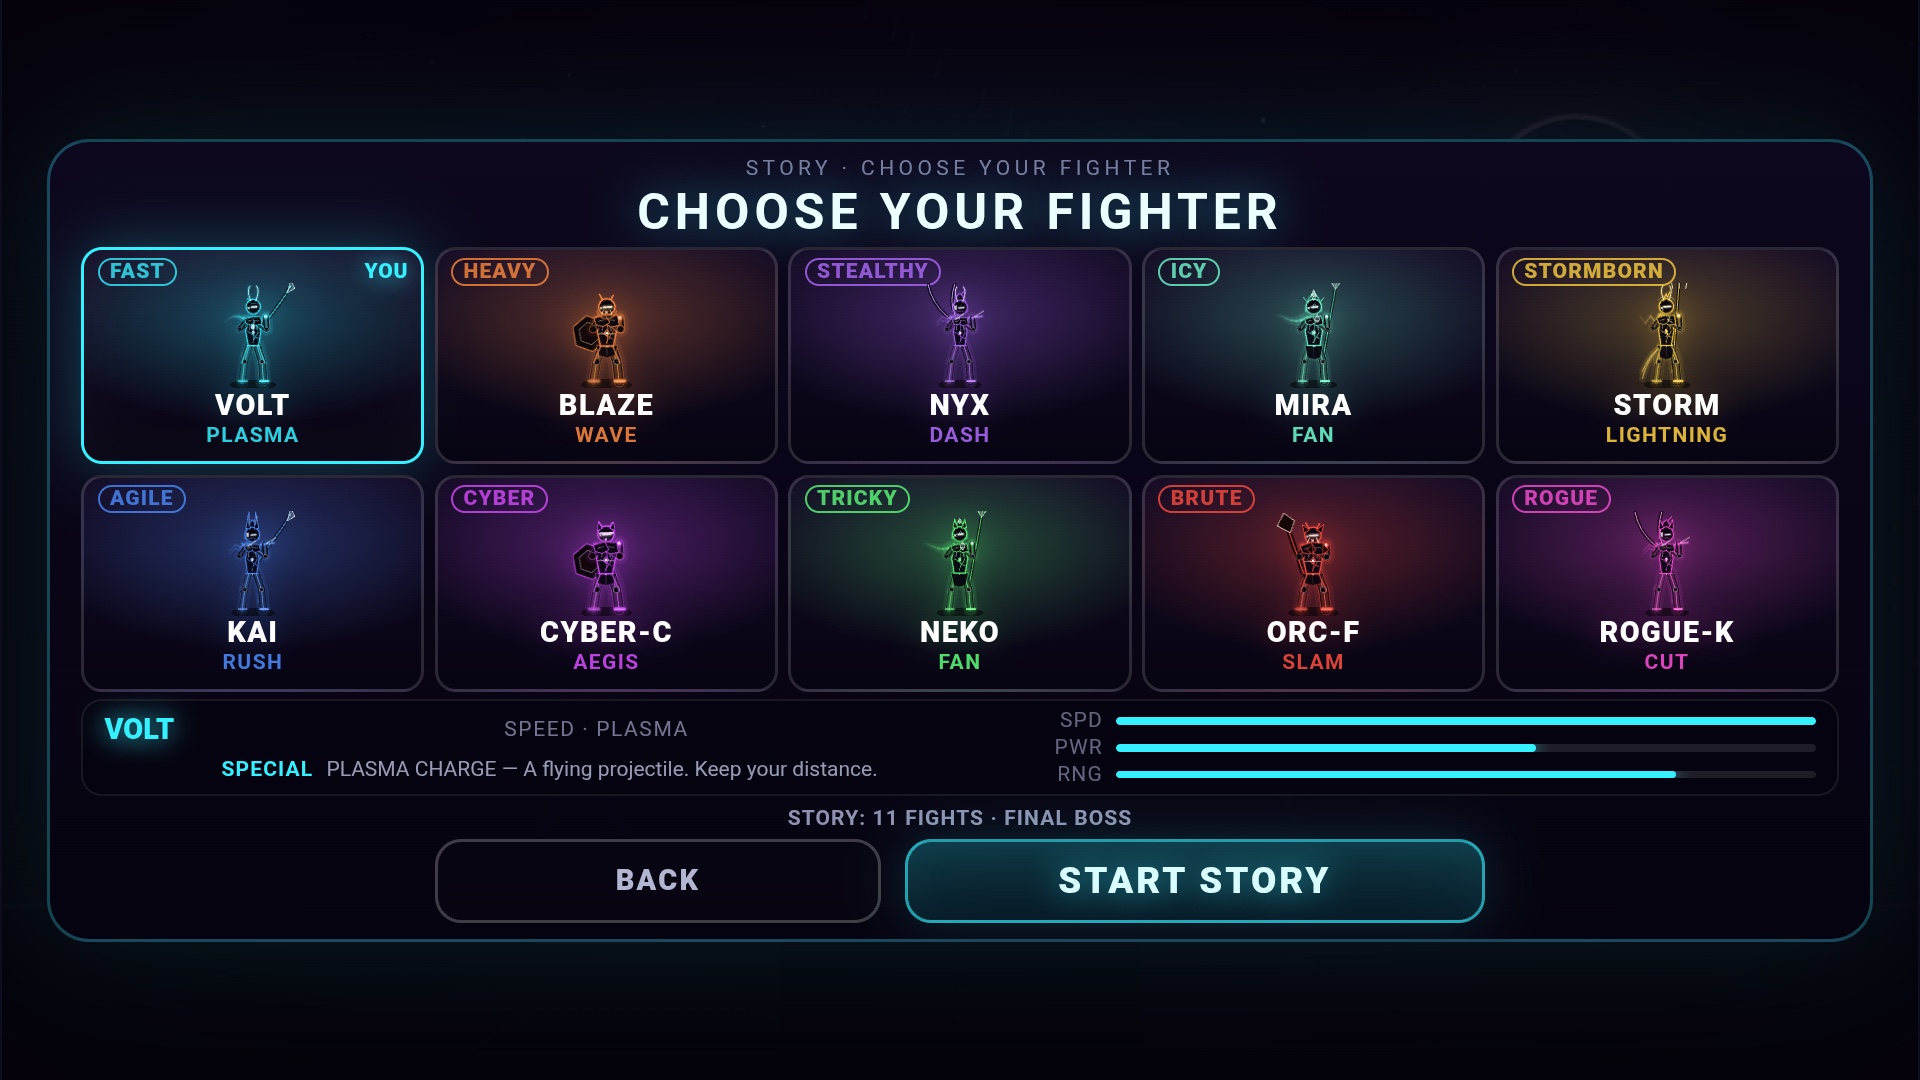 STORY · CHOOSE YOUR FIGHTER
CHOOSE YOUR FIGHTER
FAST YOU
VOLT
PLASMA
HEAVY
BLAZE
WAVE
STEALTHY
NYX
DASH
ICY
MIRA
FAN
STORMBORN
STORM
LIGHTNING
AGILE
KAI
RUSH
CYBER
CYBER-C
AEGIS
TRICKY
NEKO
FAN
BRUTE
ORC-F
SLAM
ROGUE
ROGUE-K
CUT
VOLT
SPEED · PLASMA
SPECIAL PLASMA CHARGE — A flying projectile. Keep your distance.
SPD
PWR
RNG
STORY: 11 FIGHTS · FINAL BOSS
BACK
START STORY